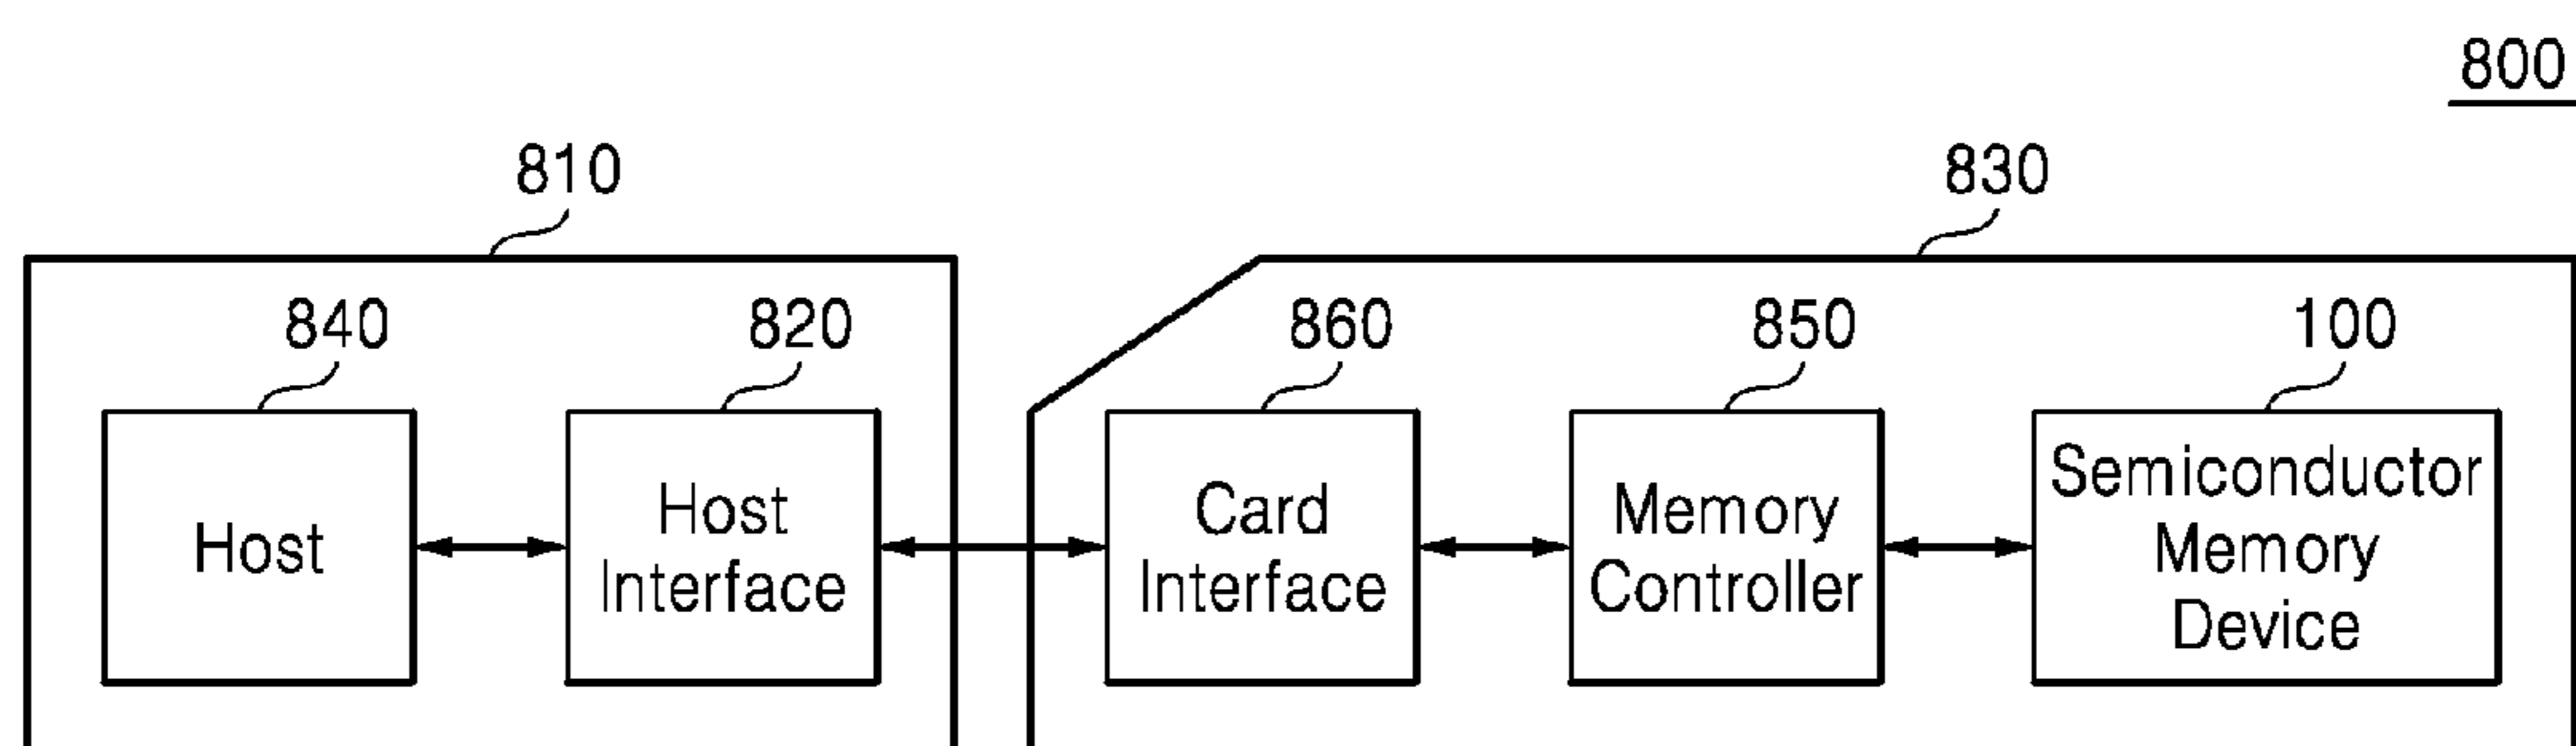 800
810
830
840
820
860
850
100
Host
Host
Interface
Card
Interface
Memory
Controller
Semiconductor
Memory
Device